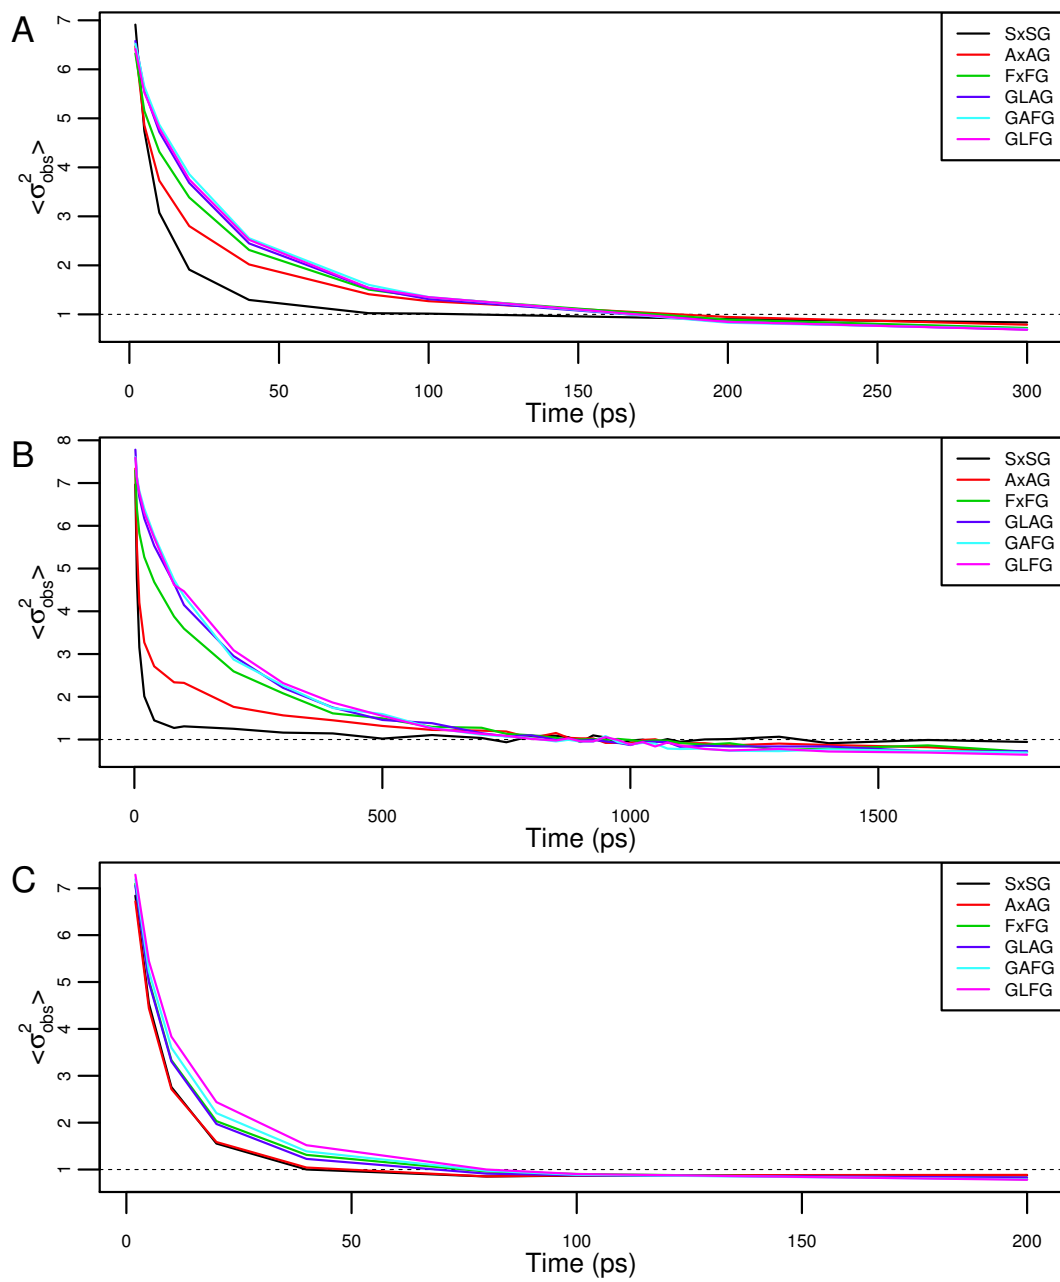 A
<σ²obs>
7
6
5
4
3
2
1
0 50 100 150 200 250 300
Time (ps)
SxSG
AxAG
FxFG
GLAG
GAFG
GLFG
B
<σ²obs>
8
7
6
5
4
3
2
1
0 500 1000 1500
Time (ps)
SxSG
AxAG
FxFG
GLAG
GAFG
GLFG
C
<σ²obs>
7
6
5
4
3
2
1
0 50 100 150 200
Time (ps)
SxSG
AxAG
FxFG
GLAG
GAFG
GLFG